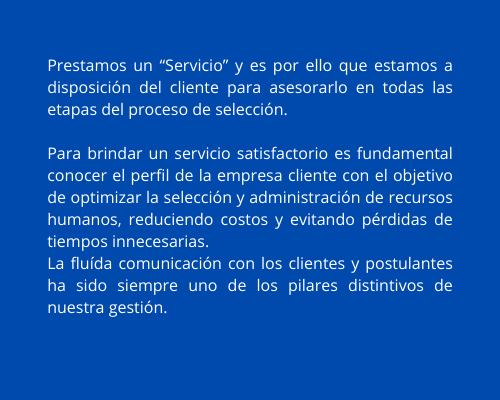 Prestamos un “Servicio” y es por ello que estamos a
disposición del cliente para asesorarlo en todas las
etapas del proceso de selección.
Para brindar un servicio satisfactorio es fundamental
conocer el perfil de la empresa cliente con el objetivo
de optimizar la selección y administración de recursos
humanos, reduciendo costos y evitando pérdidas de
tiempos innecesarias.
La fluída comunicación con los clientes y postulantes
ha sido siempre uno de los pilares distintivos de
nuestra gestión.